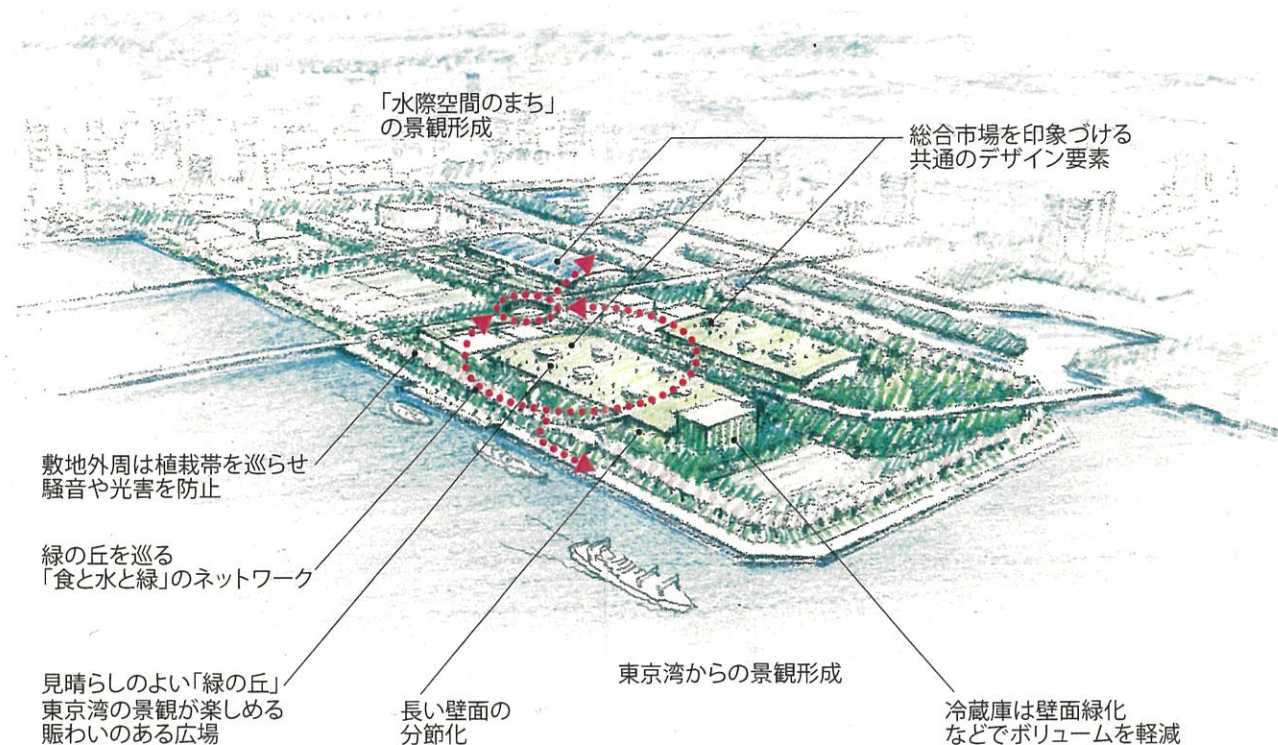 「水際空間のまち」
の景観形成
総合市場を印象づける
共通のデザイン要素
敷地外周は植栽帯を巡らせ
騒音や光害を防止
緑の丘を巡る
「食と水と緑」のネットワーク
見晴らしのよい「緑の丘」
東京湾の景観が楽しめる
賑わいのある広場
長い壁面の
分節化
東京湾からの景観形成
冷蔵庫は壁面緑化
などでボリュームを軽減